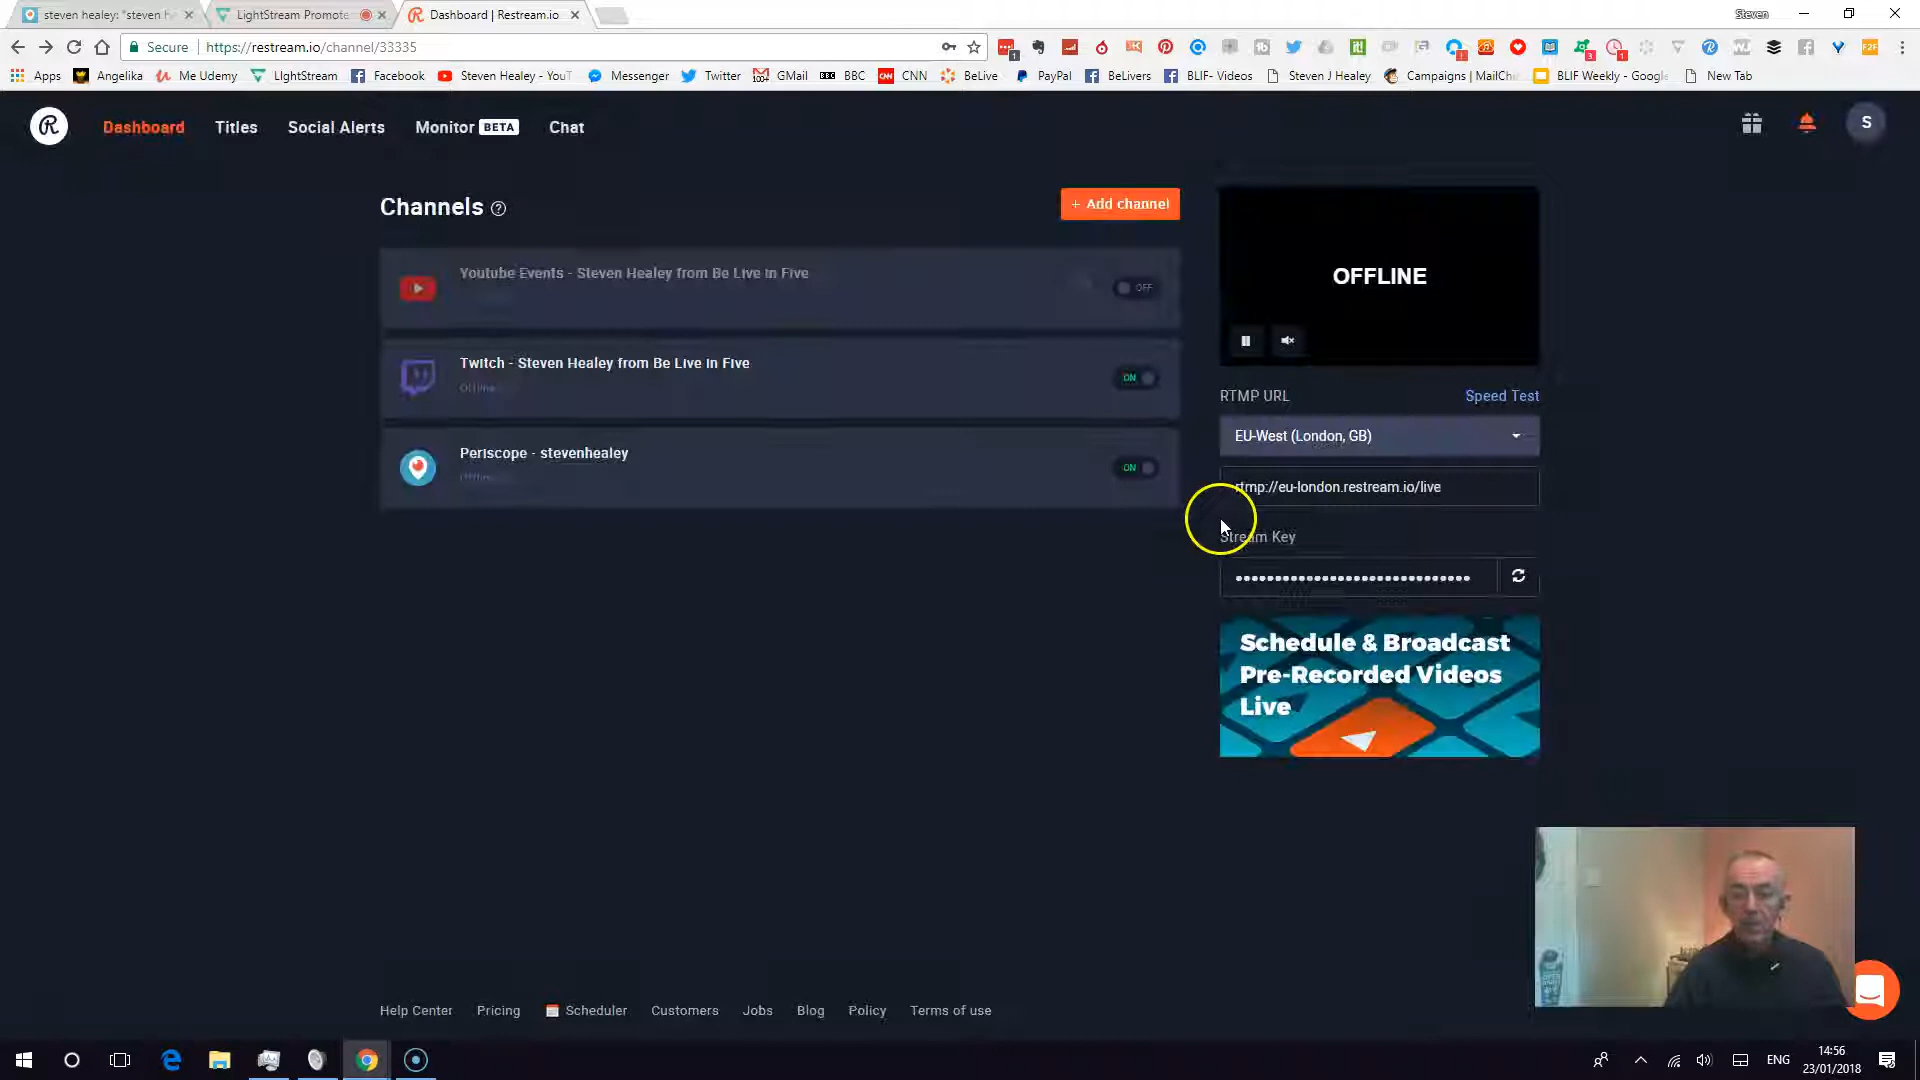 steven healey: "steven h
LightStream Promote
Dashboard | Restream.io
Steven
Secure
https://restream.io/channel/33335
Apps
Angelika
Me Udemy
LIghtStream
Facebook
Steven Healey - YouT
Messenger
Twitter
GMail
BBC
CNN
BeLive
PayPal
BeLivers
BLIF- Videos
Steven J Healey
Campaigns | MailChi
BLIF Weekly - Google
New Tab
Dashboard
Titles
Social Alerts
Monitor BETA
Chat
S
Channels
+ Add channel
Youtube Events - Steven Healey from Be Live in Five
OFF
Twitch - Steven Healey from Be Live in Five
Offline
ON
Periscope - stevenhealey
Offline
ON
OFFLINE
RTMP URL
Speed Test
EU-West (London, GB)
rtmp://eu-london.restream.io/live
Stream Key
Schedule & Broadcast
Pre-Recorded Videos
Live
Help Center
Pricing
Scheduler
Customers
Jobs
Blog
Policy
Terms of use
ENG
14:56
23/01/2018